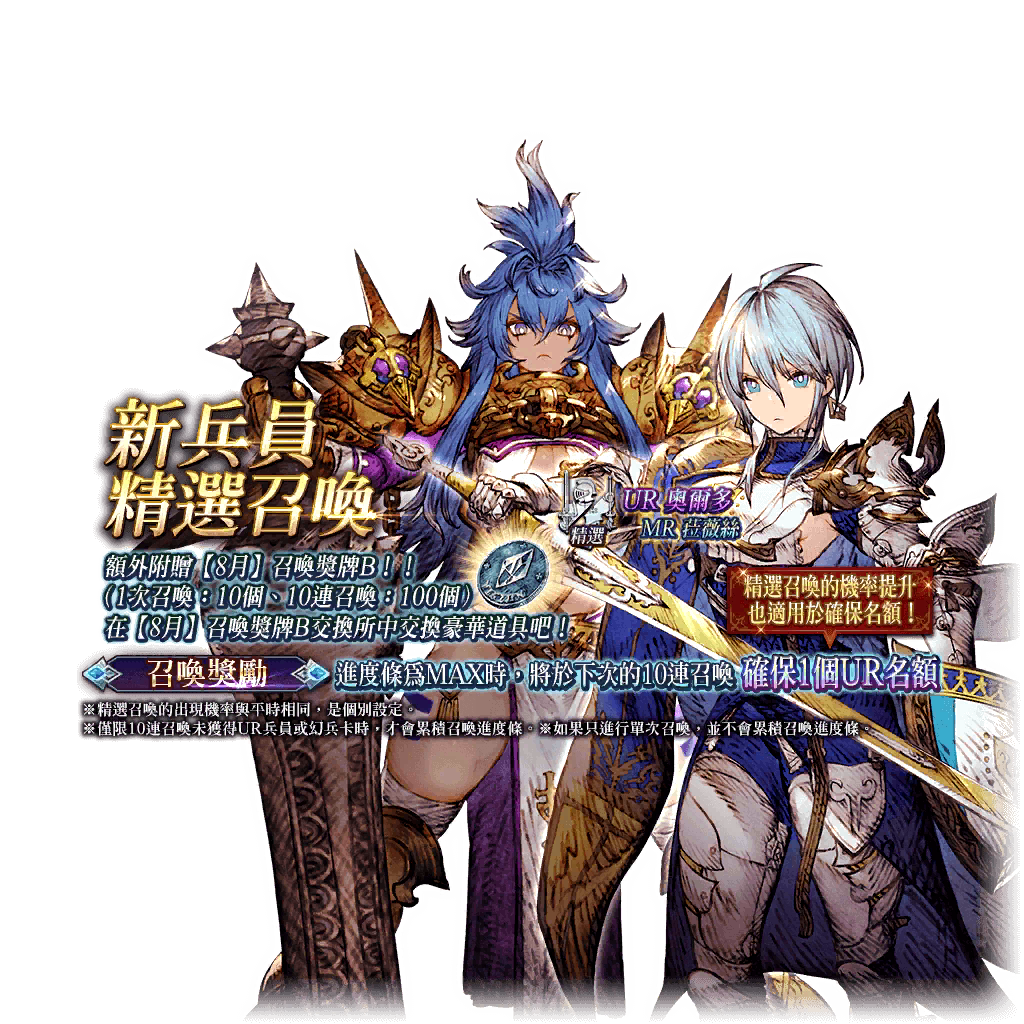 新兵員
精選召喚
2
精選
UR 奧爾多
MR 菈薇絲
額外附贈【8月】召喚獎牌B！！
（1次召喚：10個、10連召喚：100個）
在【8月】召喚獎牌B交換所中交換豪華道具吧！
精選召喚的機率提升
也適用於確保名額！
召喚獎勵
進度條爲MAX時，將於下次的10連召喚 確保1個UR名額
※精選召喚的出現機率與平時相同，是個別設定。
※僅限10連召喚未獲得UR兵員或幻兵卡時，才會累積召喚進度條。※如果只進行單次召喚，並不會累積召喚進度條。